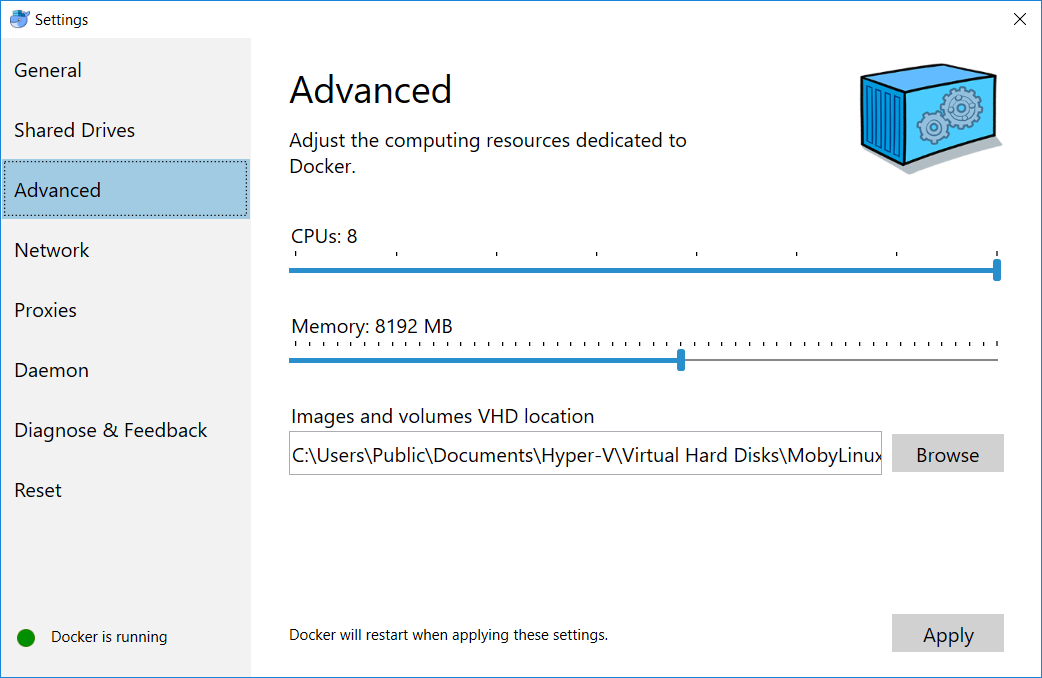 Settings
General
Shared Drives
Advanced
Network
Proxies
Daemon
Diagnose & Feedback
Reset
Docker is running
Advanced
Adjust the computing resources dedicated to
Docker.
CPUs: 8
Memory: 8192 MB
Images and volumes VHD location
C:\Users\Public\Documents\Hyper-V\Virtual Hard Disks\MobyLinux
Browse
Docker will restart when applying these settings.
Apply